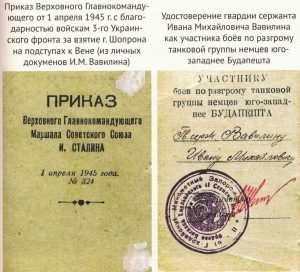 Приказ Верховного Главнокоманду-
ющего от 1 апреля 1945 г. с благо-
дарностью войскам 3-го Украин-
ского фронта за взятие г. Шопрона
на подступах к Вене (из личных
докуменов И.М. Вавилина)
ПРИКАЗ
Верховного Главнокомандующего
Маршала Советского Союза
И. СТАЛИНА
1 апреля 1945 года.
№ 324
Удостоверение гвардии сержанта
Ивана Михайловича Вавилина
как участника боёв по разгрому
танковой группы немцев юго-
западнее Будапешта
УЧАСТНИКУ
боев по разгрому танковой
группы немцев юго-запад-
нее БУДАПЕШТА
Вавилину
Ивану Михайловичу